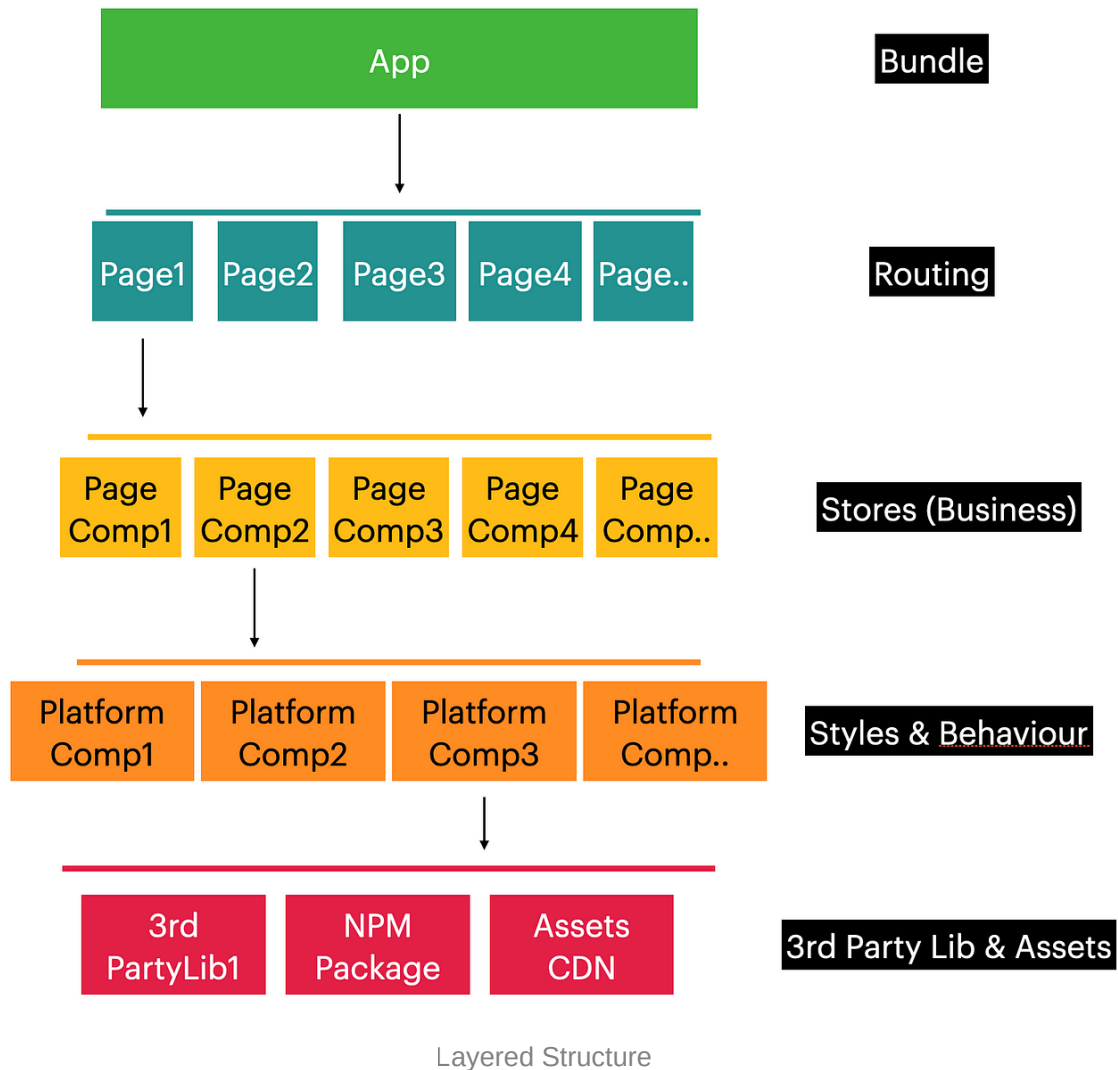 App
Bundle
Page1
Page2
Page3
Page4
Page..
Routing
Page
Comp1
Page
Comp2
Page
Comp3
Page
Comp4
Page
Comp..
Stores (Business)
Platform
Comp1
Platform
Comp2
Platform
Comp3
Platform
Comp..
Styles & Behaviour
3rd
PartyLib1
NPM
Package
Assets
CDN
3rd Party Lib & Assets
Layered Structure